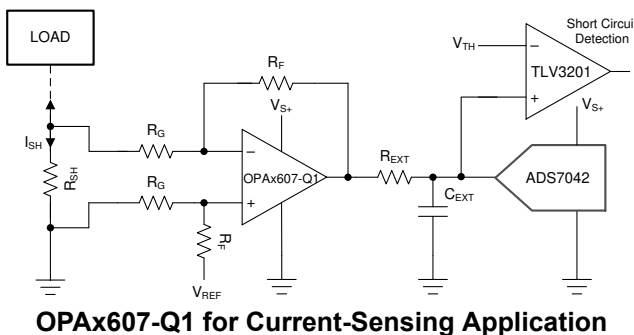 LOAD
Short Circui
Detection
V_TH
−
TLV3201
+
R_F
V_S+
V_S+
I_SH
R_G
−
R_EXT
R_SH
OPAx607-Q1
ADS7042
R_G
+
C_EXT
R_F
V_REF
OPAx607-Q1 for Current-Sensing Application